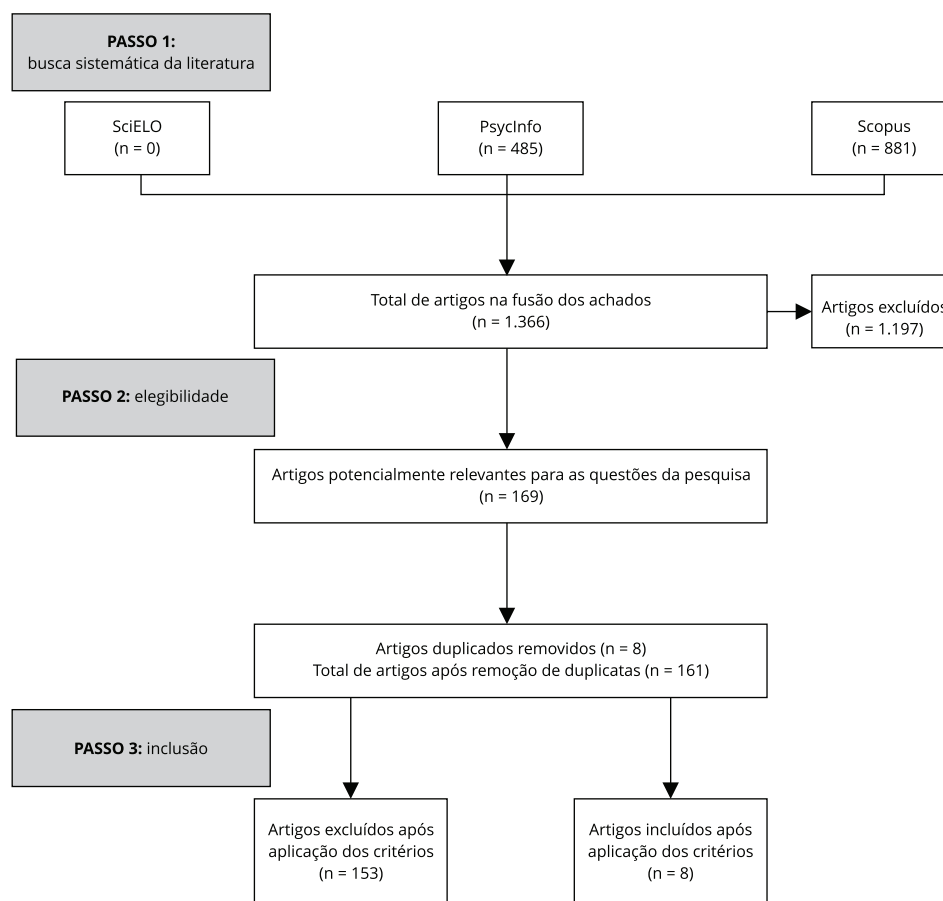 PASSO 1:
busca sistemática da literatura
SciELO
(n = 0)
PsycInfo
(n = 485)
Scopus
(n = 881)
Total de artigos na fusão dos achados
(n = 1.366)
Artigos excluídos
(n = 1.197)
PASSO 2: elegibilidade
Artigos potencialmente relevantes para as questões da pesquisa
(n = 169)
Artigos duplicados removidos (n = 8)
Total de artigos após remoção de duplicatas (n = 161)
PASSO 3: inclusão
Artigos excluídos após
aplicação dos critérios
(n = 153)
Artigos incluídos após
aplicação dos critérios
(n = 8)